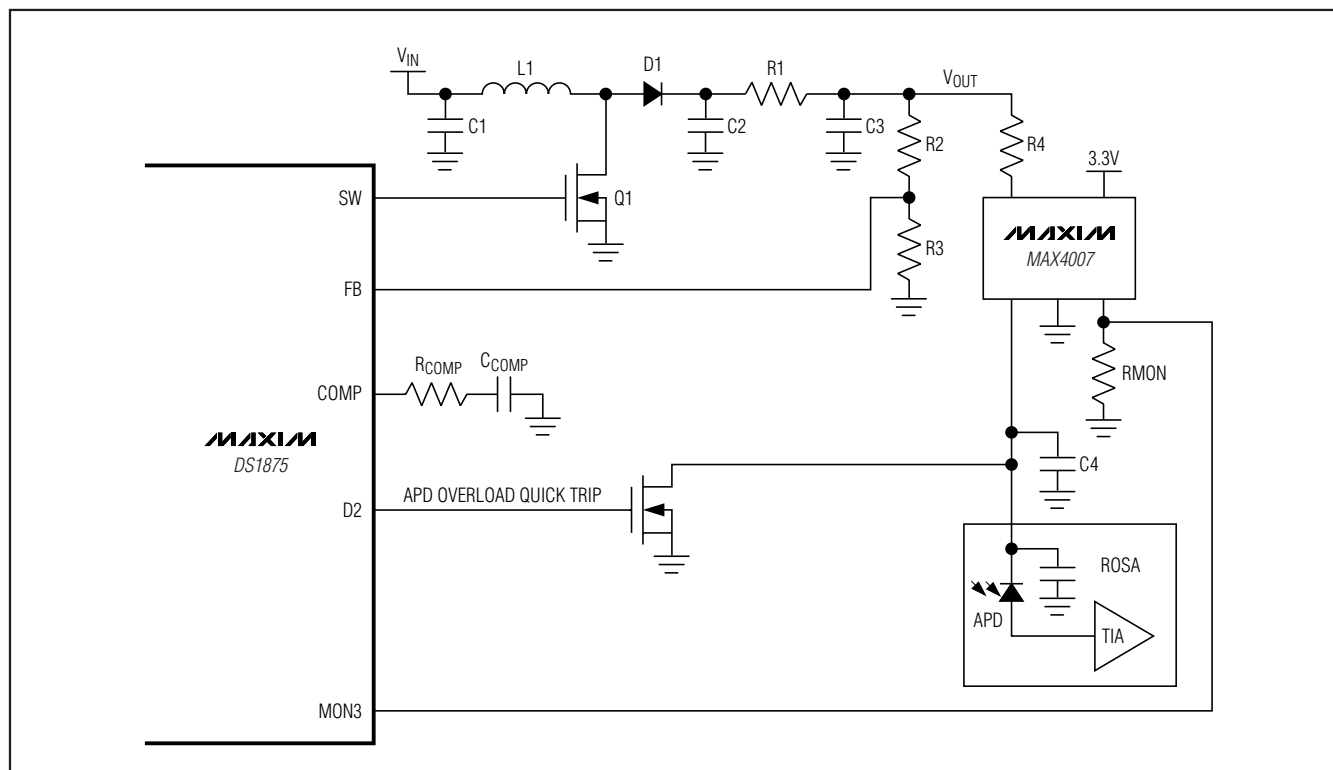 VIN
L1
D1
R1
VOUT
C1
C2
C3
R2
R4
3.3V
SW
Q1
MAXIM
MAX4007
R3
FB
RCOMP
CCOMP
RMON
COMP
MAXIM
DS1875
C4
D2
APD OVERLOAD QUICK TRIP
ROSA
APD
TIA
MON3